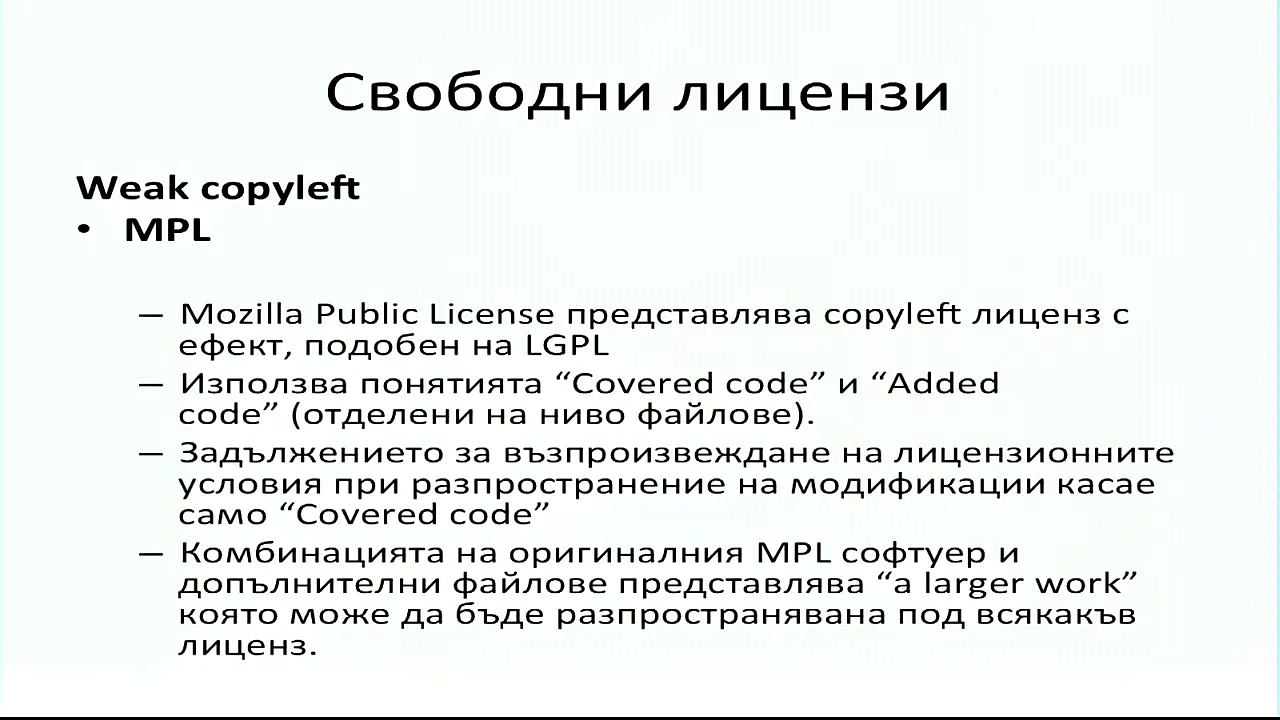 Свободни лицензи
Weak copyleft
• MPL
– Mozilla Public License представлява copyleft лиценз с
ефект, подобен на LGPL
– Използва понятията “Covered code” и “Added
code” (отделени на ниво файлове).
– Задължението за възпроизвеждане на лицензионните
условия при разпространение на модификации касае
само “Covered code”
– Комбинацията на оригиналния MPL софтуер и
допълнителни файлове представлява “a larger work”
която може да бъде разпространявана под всякакъв
лиценз.